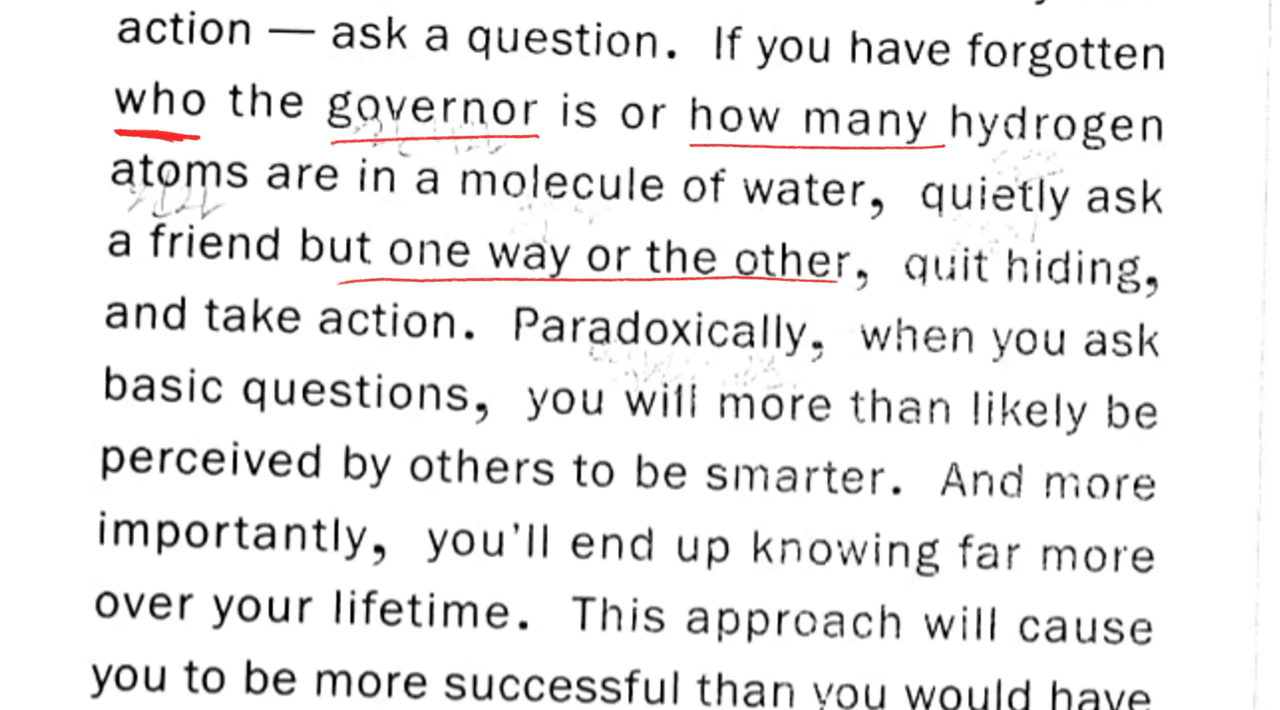 action — ask a question. If you have forgotten
who the governor is or how many hydrogen
atoms are in a molecule of water, quietly ask
a friend but one way or the other, quit hiding,
and take action. Paradoxically, when you ask
basic questions, you will more than likely be
perceived by others to be smarter. And more
importantly, you'll end up knowing far more
over your lifetime. This approach will cause
you to be more successful than you would have